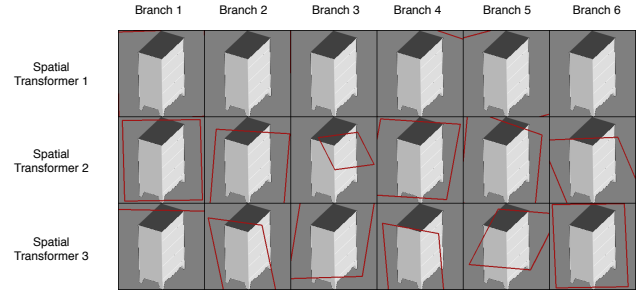 Branch 1 Branch 2 Branch 3 Branch 4 Branch 5 Branch 6
Spatial
Transformer 1
Spatial
Transformer 2
Spatial
Transformer 3